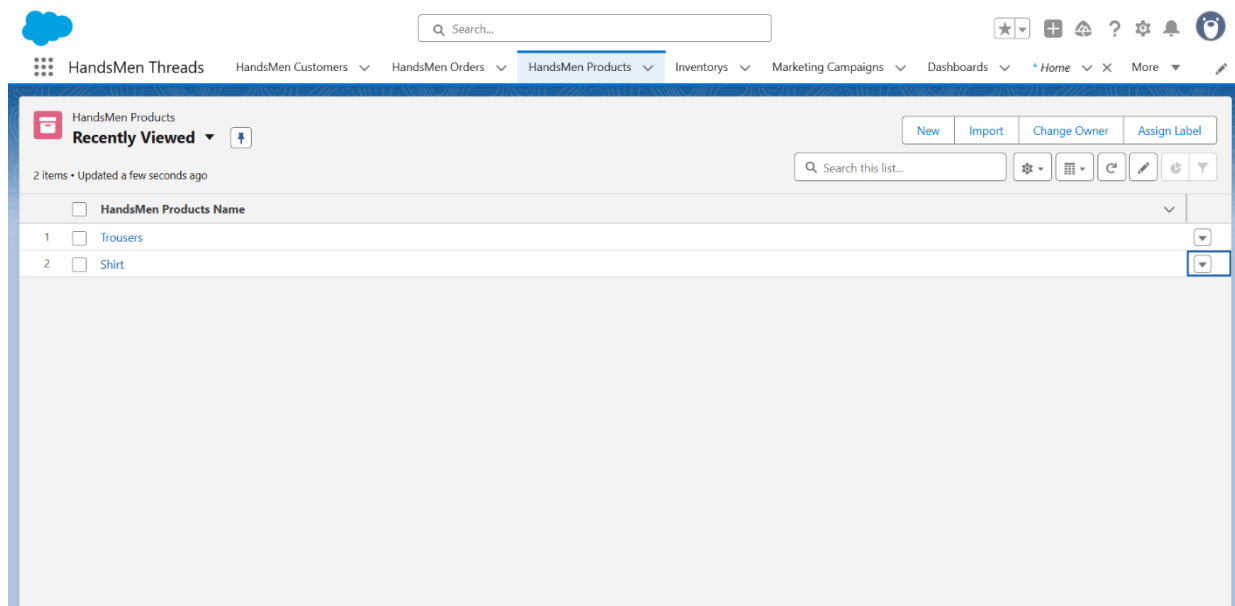 Search...
HandsMen Threads HandsMen Customers HandsMen Orders HandsMen Products Inventorys Marketing Campaigns Dashboards * Home More
HandsMen Products
Recently Viewed
New Import Change Owner Assign Label
2 items • Updated a few seconds ago
Search this list...
HandsMen Products Name
1 Trousers
2 Shirt